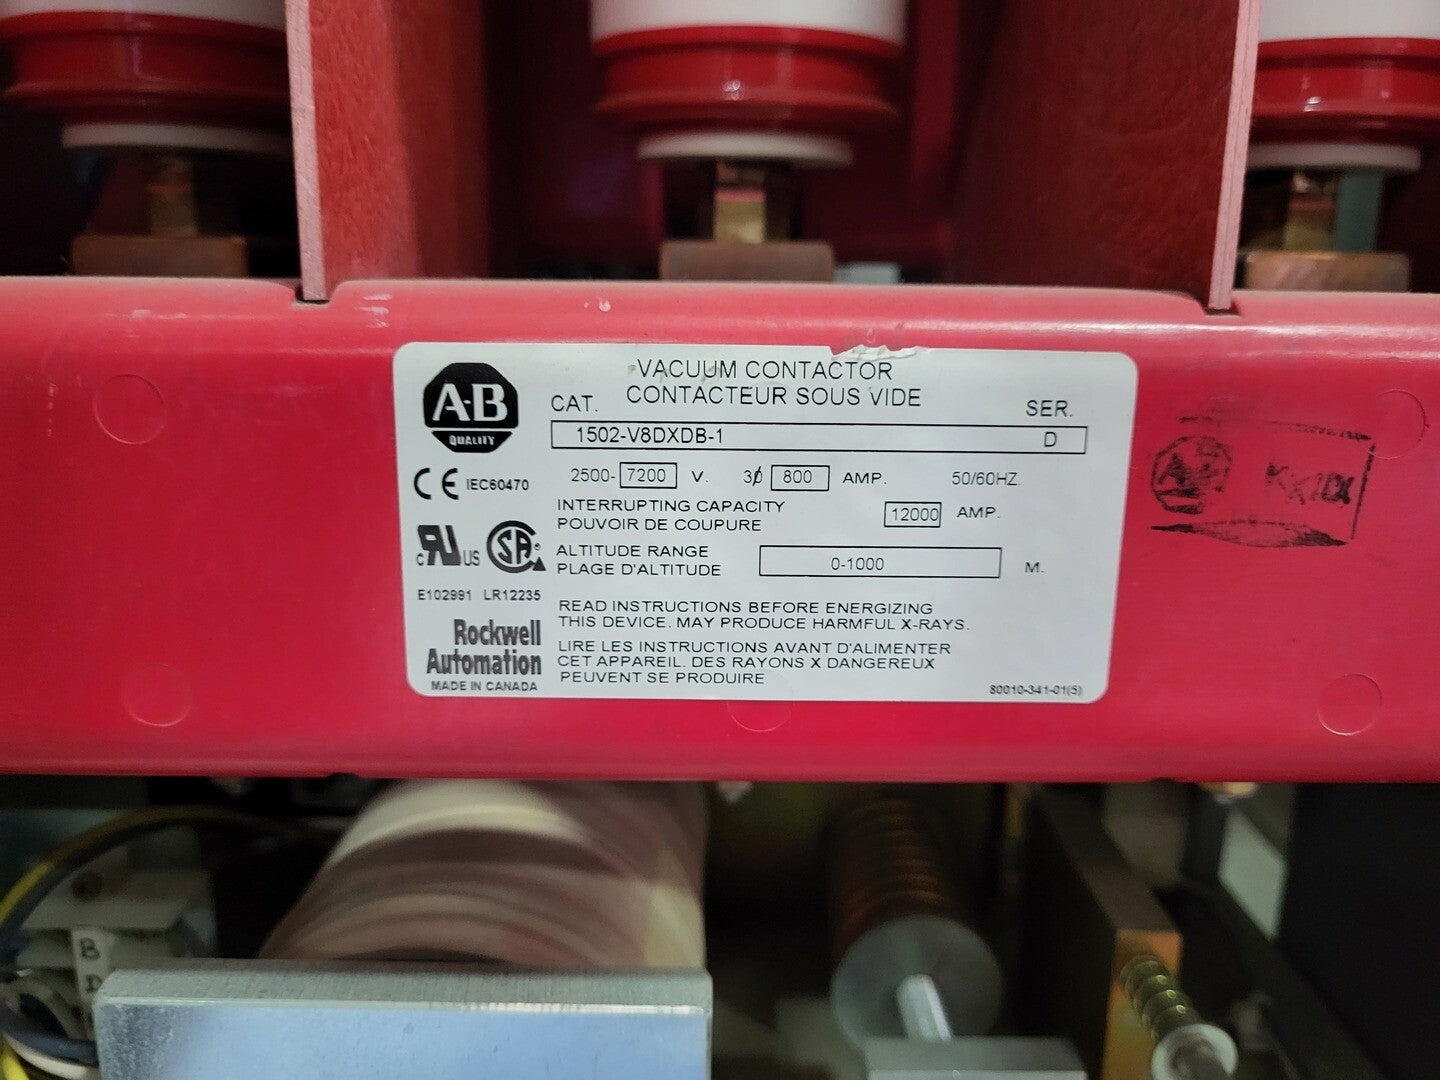 A-B
QUALITY
VACUUM CONTACTOR
CONTACTEUR SOUS VIDE
CAT.
SER.
1502-V8DXDB-1
D
CE IEC60470
2500- 7200 V. 3ϕ 800 AMP. 50/60HZ.
INTERRUPTING CAPACITY
POUVOIR DE COUPURE
12000 AMP.
c RU US SA
ALTITUDE RANGE
PLAGE D'ALTITUDE
0-1000 M.
E102991 LR12235
READ INSTRUCTIONS BEFORE ENERGIZING
THIS DEVICE. MAY PRODUCE HARMFUL X-RAYS.
Rockwell
Automation
MADE IN CANADA
LIRE LES INSTRUCTIONS AVANT D'ALIMENTER
CET APPAREIL. DES RAYONS X DANGEREUX
PEUVENT SE PRODUIRE
80010-341-01(5)
B
D